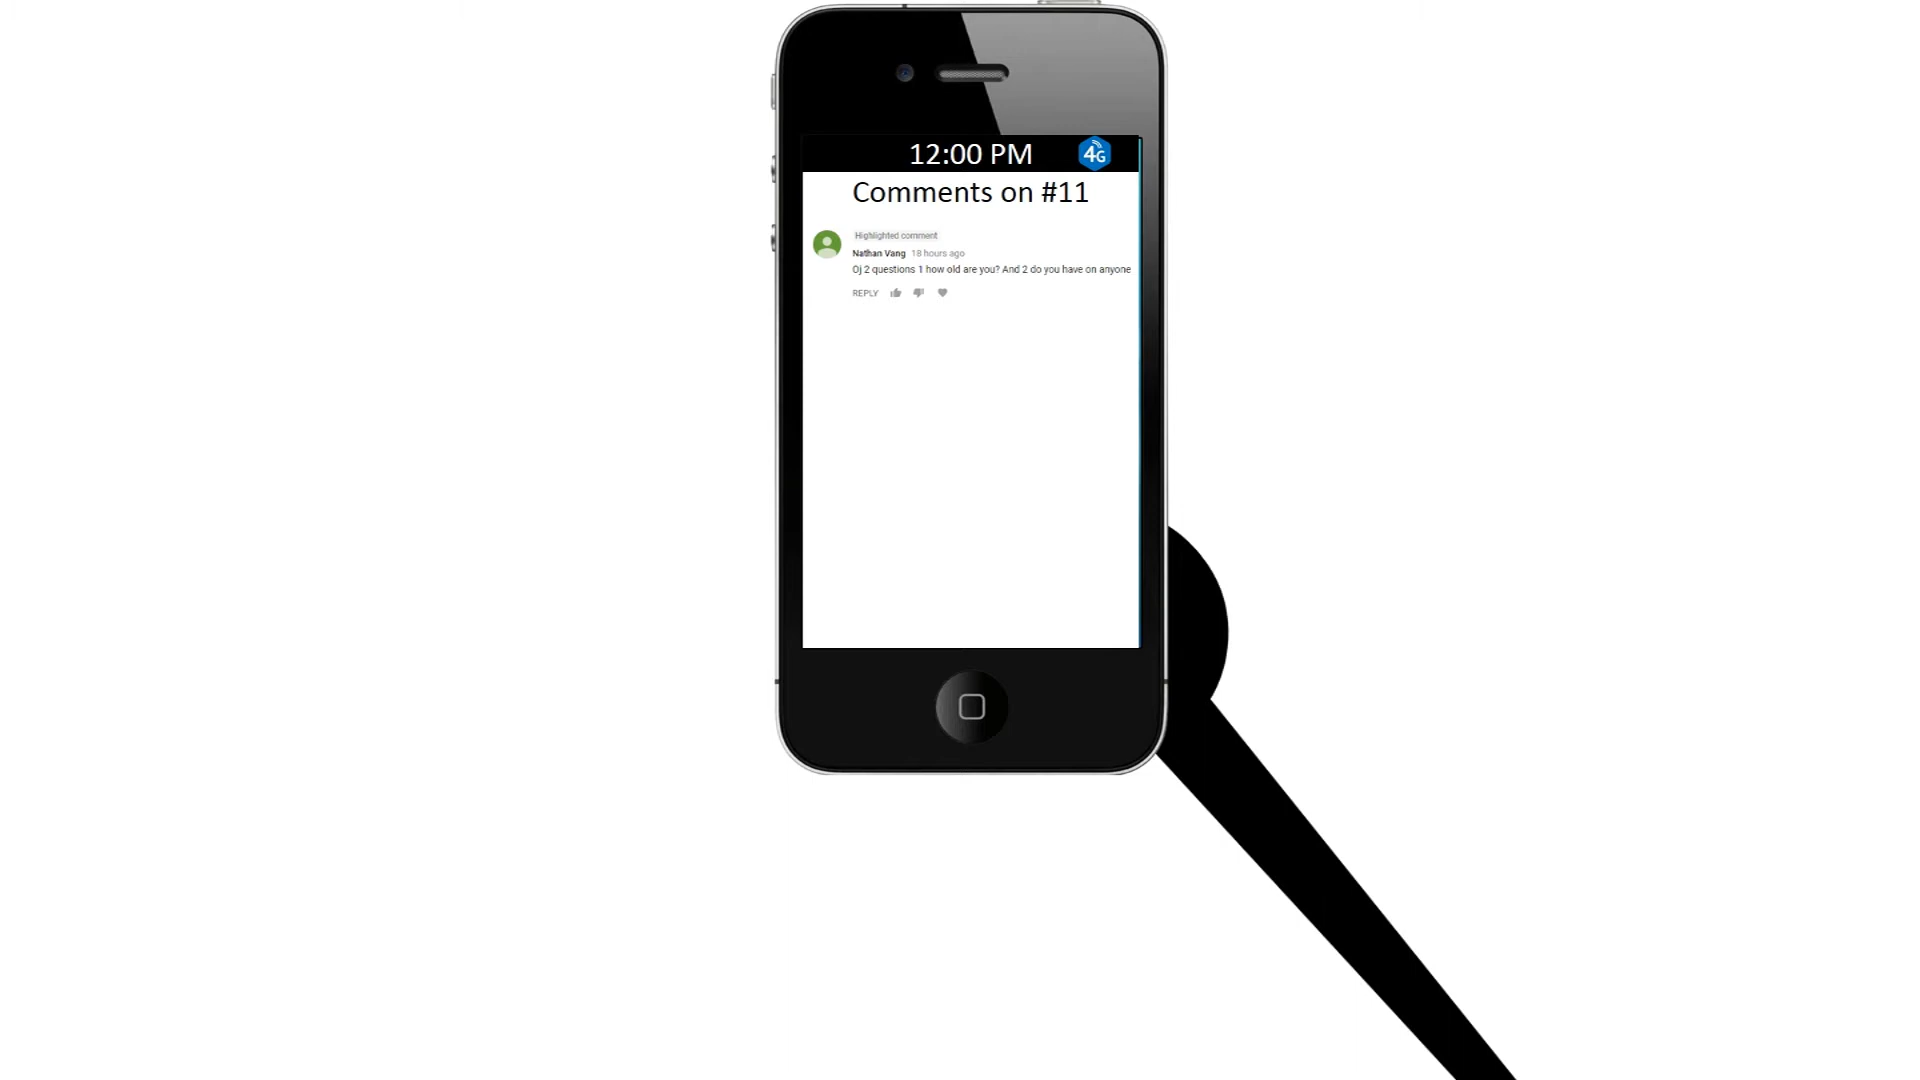 12:00 PM
4G
Comments on #11
Highlighted comment
Nathan Vang 18 hours ago
Oj 2 questions 1 how old are you? And 2 do you have on anyone
REPLY